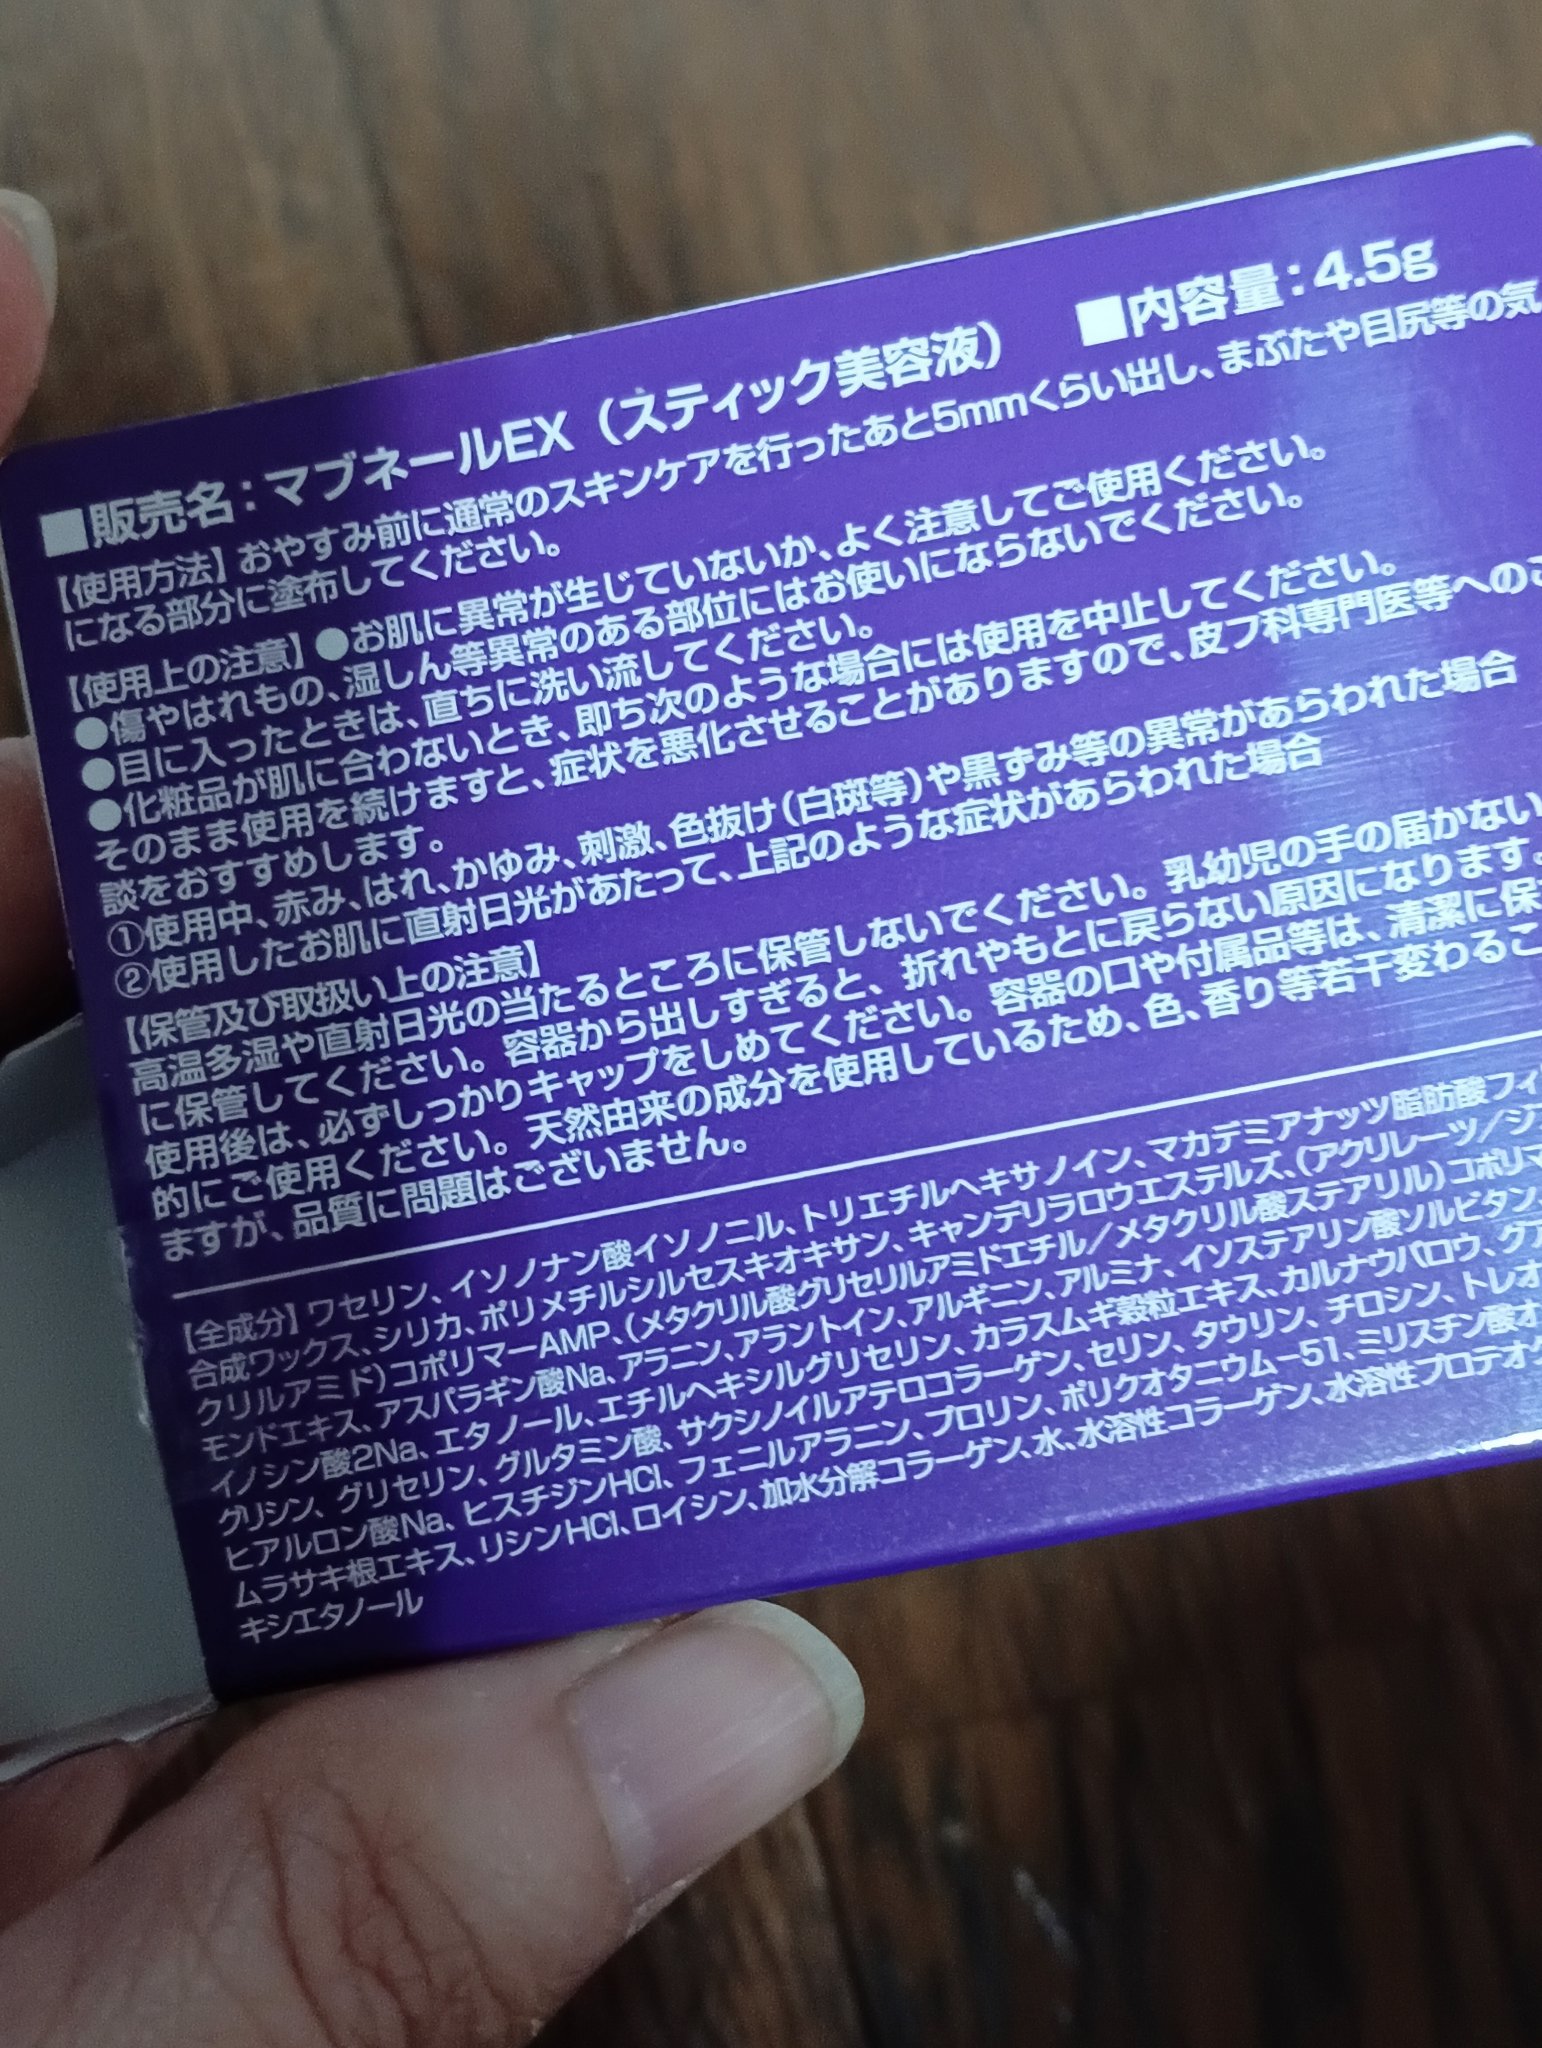 ■販売名：マブネールEX（スティック美容液） ■内容量：4.5g
【使用方法】おやすみ前に通常のスキンケアを行ったあと5mmくらい出し、まぶたや目尻等の気
になる部分に塗布してください。
【使用上の注意】●お肌に異常が生じていないか、よく注意してご使用ください。
●傷やはれもの、湿しん等異常のある部位にはお使いにならないでください。
●目に入ったときは、直ちに洗い流してください。
●化粧品が肌に合わないとき、即ち次のような場合には使用を中止してください。
そのまま使用を続けますと、症状を悪化させることがありますので、皮フ科専門医等へのご
談をおすすめします。
①使用中、赤み、はれ、かゆみ、刺激、色抜け（白斑等）や黒ずみ等の異常があらわれた場合
②使用したお肌に直射日光があたって、上記のような症状があらわれた場合
【保管及び取扱い上の注意】
高温多湿や直射日光の当たるところに保管しないでください。乳幼児の手の届かない
に保管してください。容器から出しすぎると、折れやもとに戻らない原因になります。
使用後は、必ずしっかりキャップをしめてください。容器の口や付属品等は、清潔に保
的にご使用ください。天然由来の成分を使用しているため、色、香り等若干変わるこ
ますが、品質に問題はございません。
【全成分】ワセリン、イソノナン酸イソノニル、トリエチルヘキサノイン、マカデミアナッツ脂肪酸フィ
合成ワックス、シリカ、ポリメチルシルセスキオキサン、キャンデリラロウエステルズ、（アクリレーツ／ジア
クリルアミド）コポリマーAMP、（メタクリル酸グリセリルアミドエチル／メタクリル酸ステアリル）コポリマ
モンドエキス、アスパラギン酸Na、アラニン、アラントイン、アルギニン、アルミナ、イソステアリン酸ソルビタン、
イノシン酸2Na、エタノール、エチルヘキシルグリセリン、カラスムギ穀粒エキス、カルナウバロウ、グア
グリシン、グリセリン、グルタミン酸、サクシノイルアテロコラーゲン、セリン、タウリン、チロシン、トレオ
ヒアルロン酸Na、ヒスチジンHCl、フェニルアラニン、プロリン、ポリクオタニウム－51、ミリスチン酸オ
ムラサキ根エキス、リシンHCl、ロイシン、加水分解コラーゲン、水、水溶性コラーゲン、水溶性プロテオグ
キシエタノール